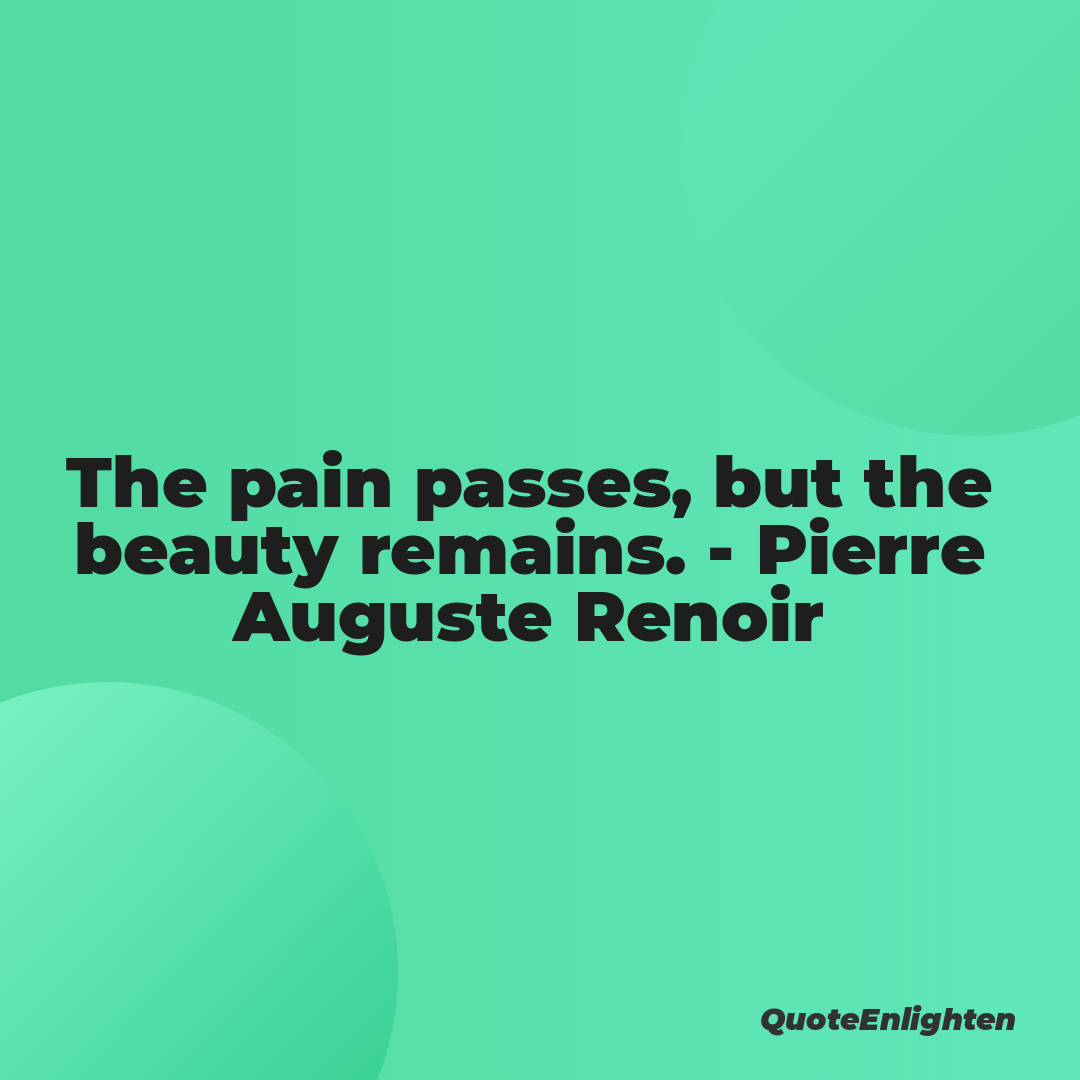 The pain passes, but the
beauty remains. - Pierre
Auguste Renoir
QuoteEnlighten